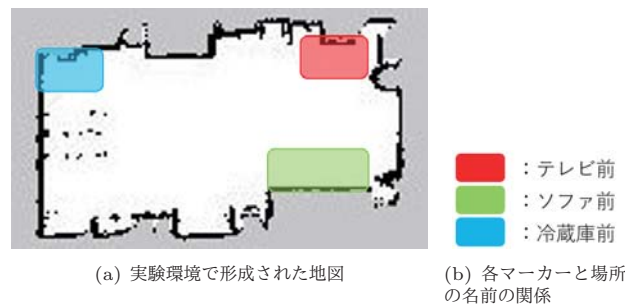 ：テレビ前
：ソファ前
：冷蔵庫前
(a) 実験環境で形成された地図
(b) 各マーカーと場所
の名前の関係